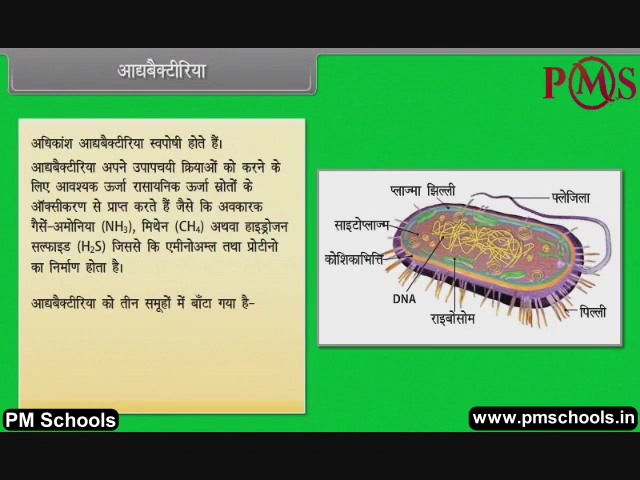 आद्यबैक्टीरिया
PMS
अधिकांश आद्यबैक्टीरिया स्वपोषी होते हैं।
आद्यबैक्टीरिया अपने उपापचयी क्रियाओं को करने के
लिए आवश्यक ऊर्जा रासायनिक ऊर्जा स्रोतों के
ऑक्सीकरण से प्राप्त करते हैं जैसे कि अवकारक
गैसें-अमोनिया (NH₃), मिथेन (CH₄) अथवा हाइड्रोजन
सल्फाइड (H₂S) जिससे कि एमीनोअम्ल तथा प्रोटीनो
का निर्माण होता है।
आद्यबैक्टीरिया को तीन समूहों में बाँटा गया है–
प्लाज्मा झिल्ली
फ्लेजिला
साइटोप्लाज्म
कोशिकाभित्ति
DNA
राइबोसोम
पिल्ली
PM Schools
www.pmschools.in